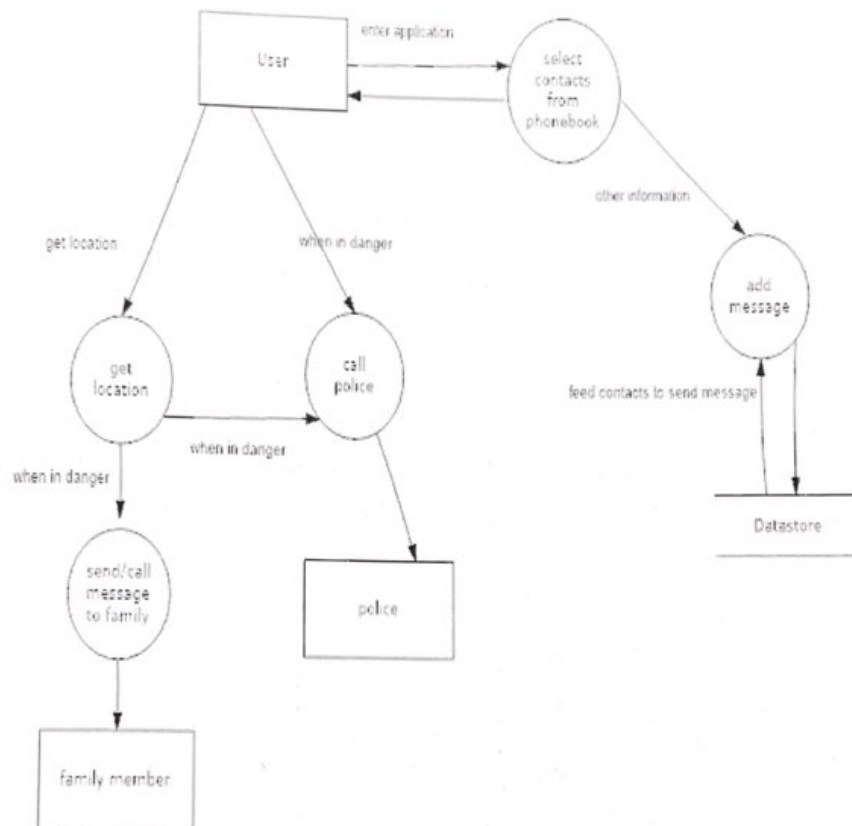 enter application
User
select
contacts
from
phonebook
other information
get location
when in danger
add
message
get
location
call
police
feed contacts to send message
when in danger
when in danger
Datastore
send/call
message
to family
police
family member